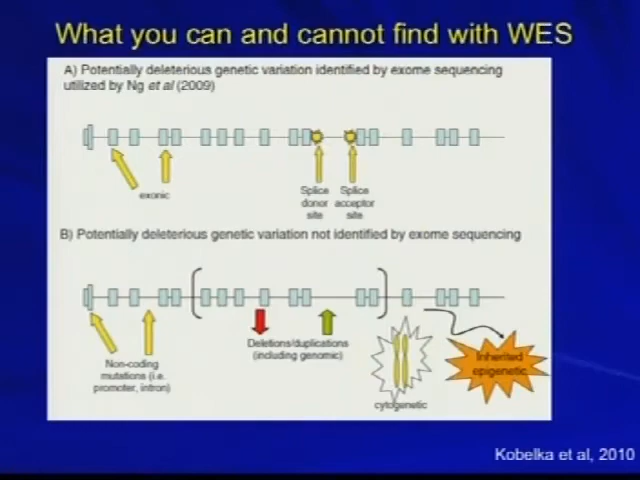 What you can and cannot find with WES
A) Potentially deleterious genetic variation identified by exome sequencing
utilized by Ng et al (2009)
exonic
Splice
donor
site
Splice
acceptor
site
B) Potentially deleterious genetic variation not identified by exome sequencing
Non-coding
mutations (i.e.
promoter, intron)
Deletions/duplications
(including genomic)
cytogenetic
Inherited
epigenetic
Kobelka et al, 2010